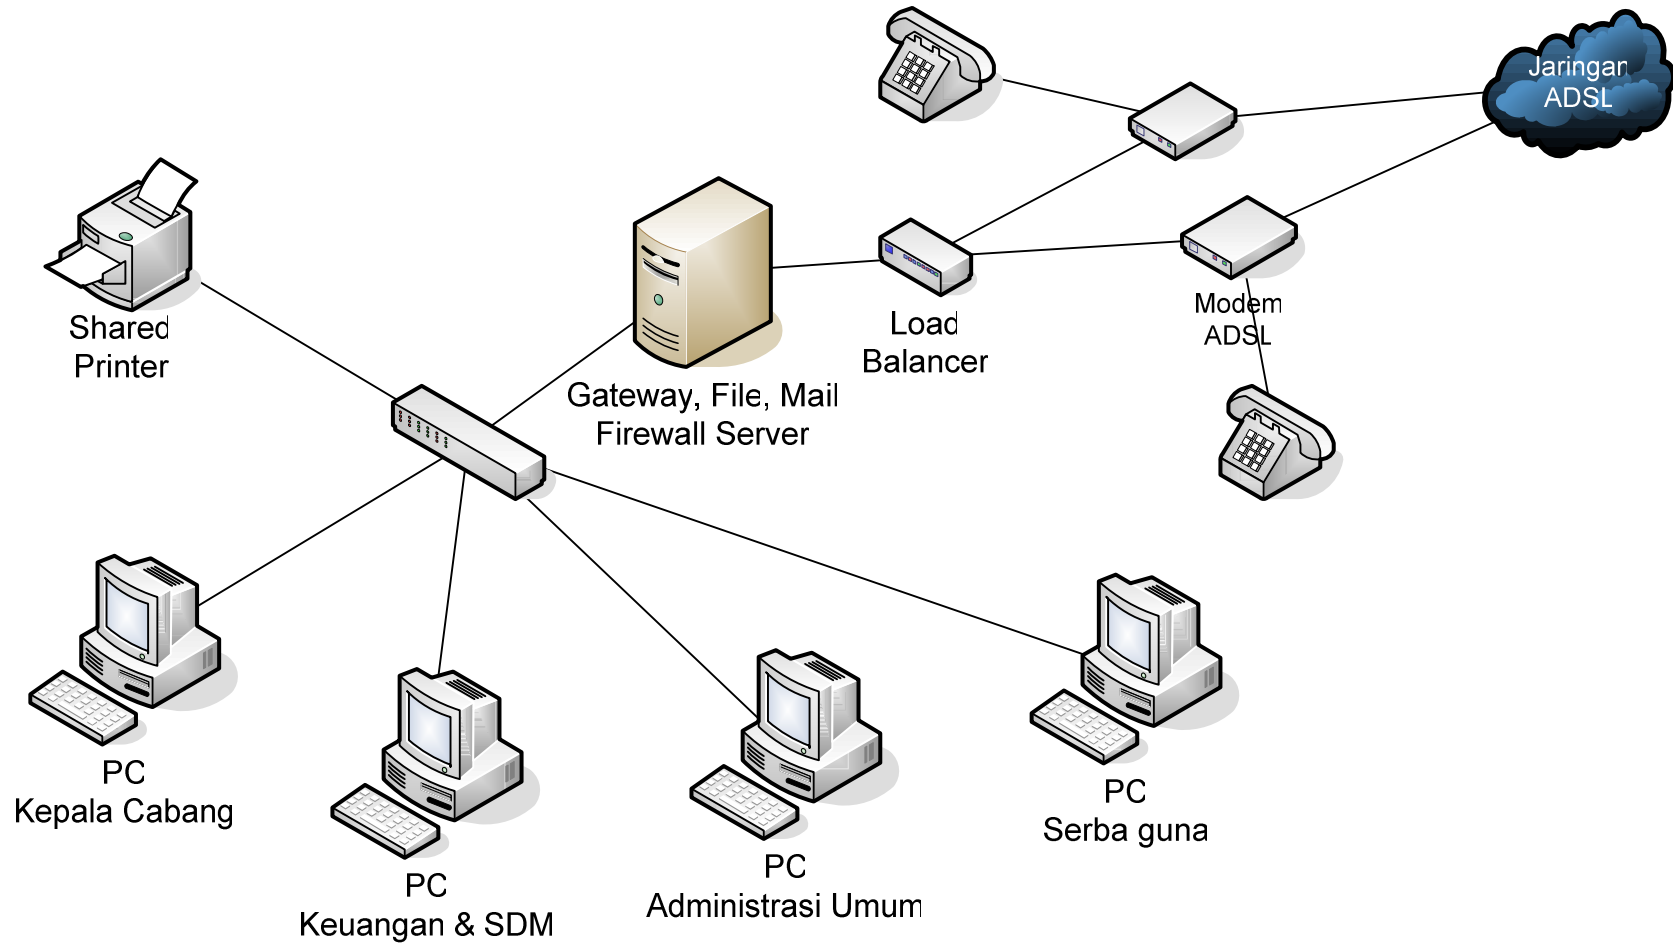 Jaringan
ADSL
Shared
Printer
Gateway, File, Mail
Firewall Server
Load
Balancer
Modem
ADSL
PC
Kepala Cabang
PC
Keuangan & SDM
PC
Administrasi Umum
PC
Serba guna